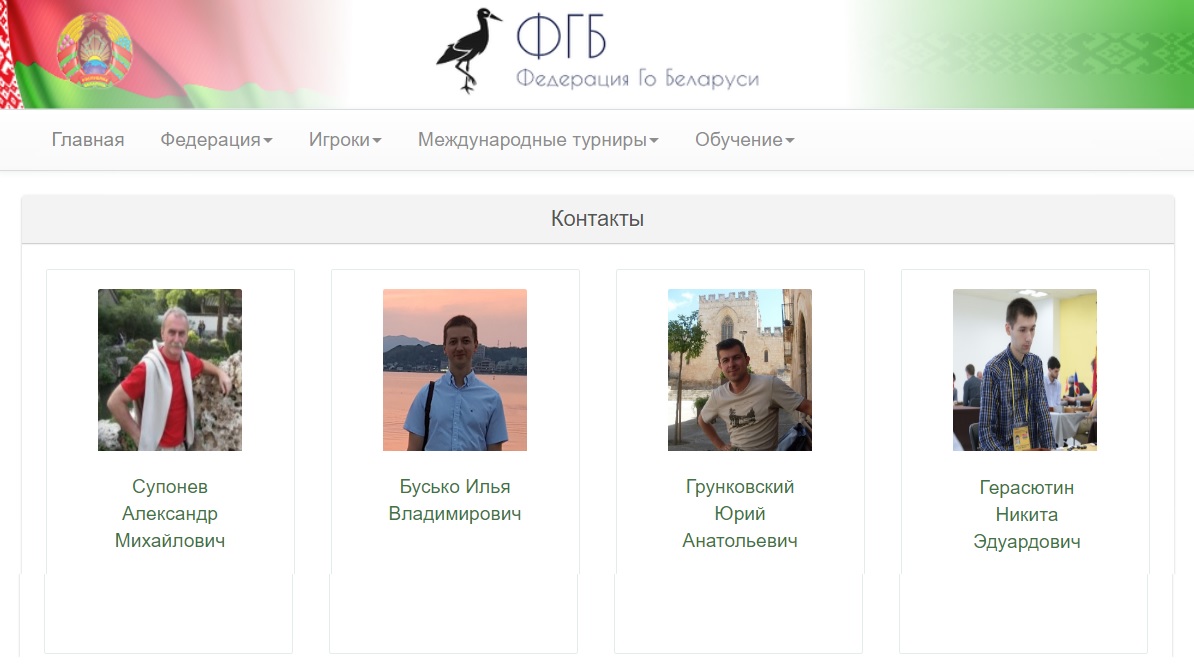 ФГБ
Федерация Го Беларуси
Главная Федерация Игроки Международные турниры Обучение
Контакты
Супонев
Александр
Михайлович
Бусько Илья
Владимирович
Грунковский
Юрий
Анатольевич
Герасютин
Никита
Эдуардович